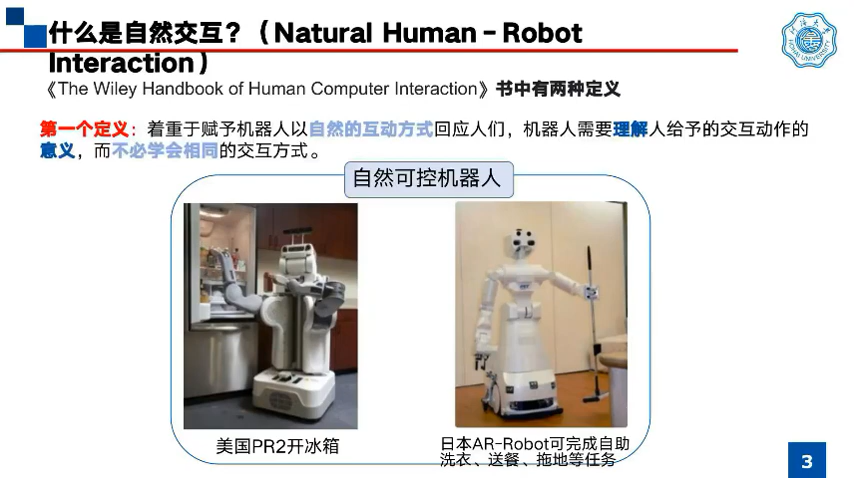 什么是自然交互？（Natural Human-Robot
Interaction）
《The Wiley Handbook of Human Computer Interaction》书中有两种定义
第一个定义：着重于赋予机器人以自然的互动方式回应人们，机器人需要理解人给予的交互动作的
意义，而不必学会相同的交互方式。
自然可控机器人
美国PR2开冰箱
日本AR-Robot可完成自助
洗衣、送餐、拖地等任务
3